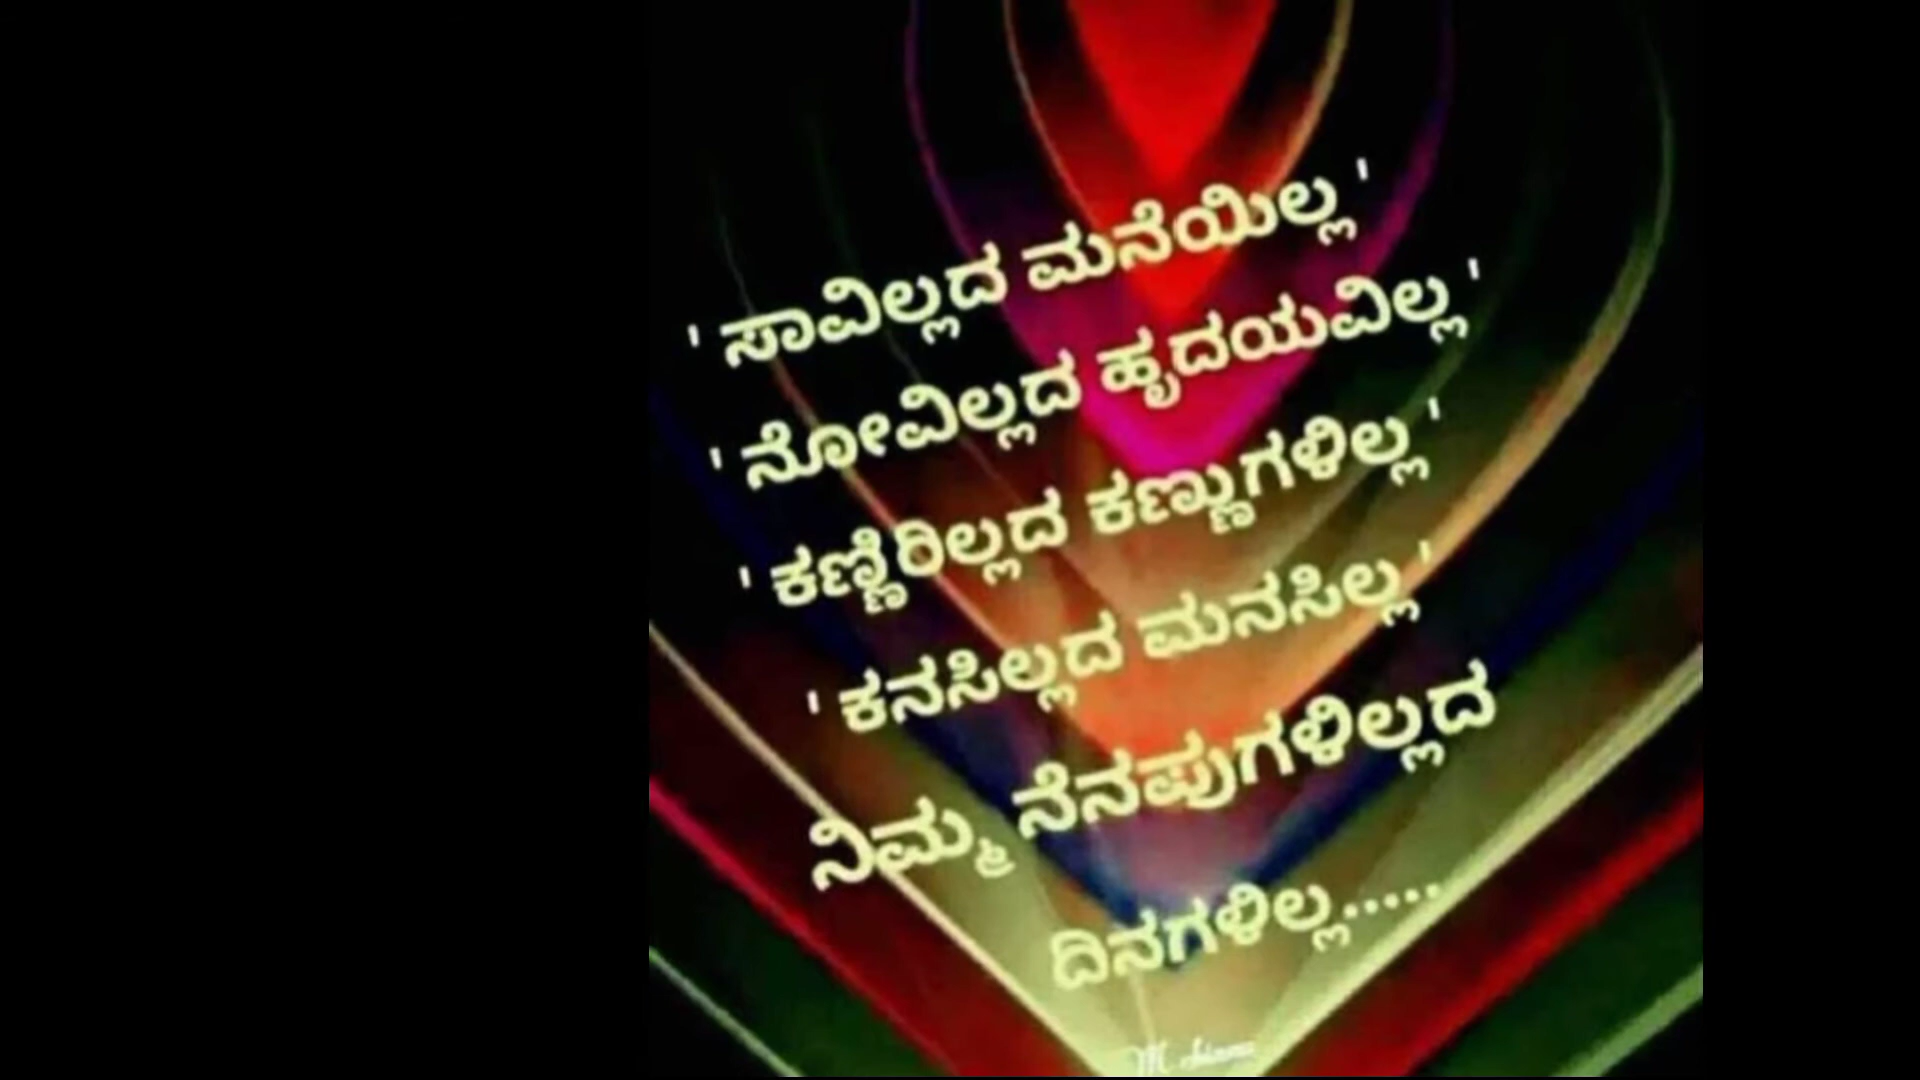 ' ಸಾವಿಲ್ಲದ ಮನೆಯಿಲ್ಲ '
' ನೋವಿಲ್ಲದ ಹೃದಯವಿಲ್ಲ '
' ಕಣ್ಣಿರಿಲ್ಲದ ಕಣ್ಣುಗಳಿಲ್ಲ '
' ಕನಸಿಲ್ಲದ ಮನಸಿಲ್ಲ '
ನಿಮ್ಮ ನೆನಪುಗಳಿಲ್ಲದ
ದಿನಗಳಿಲ್ಲ.....
M